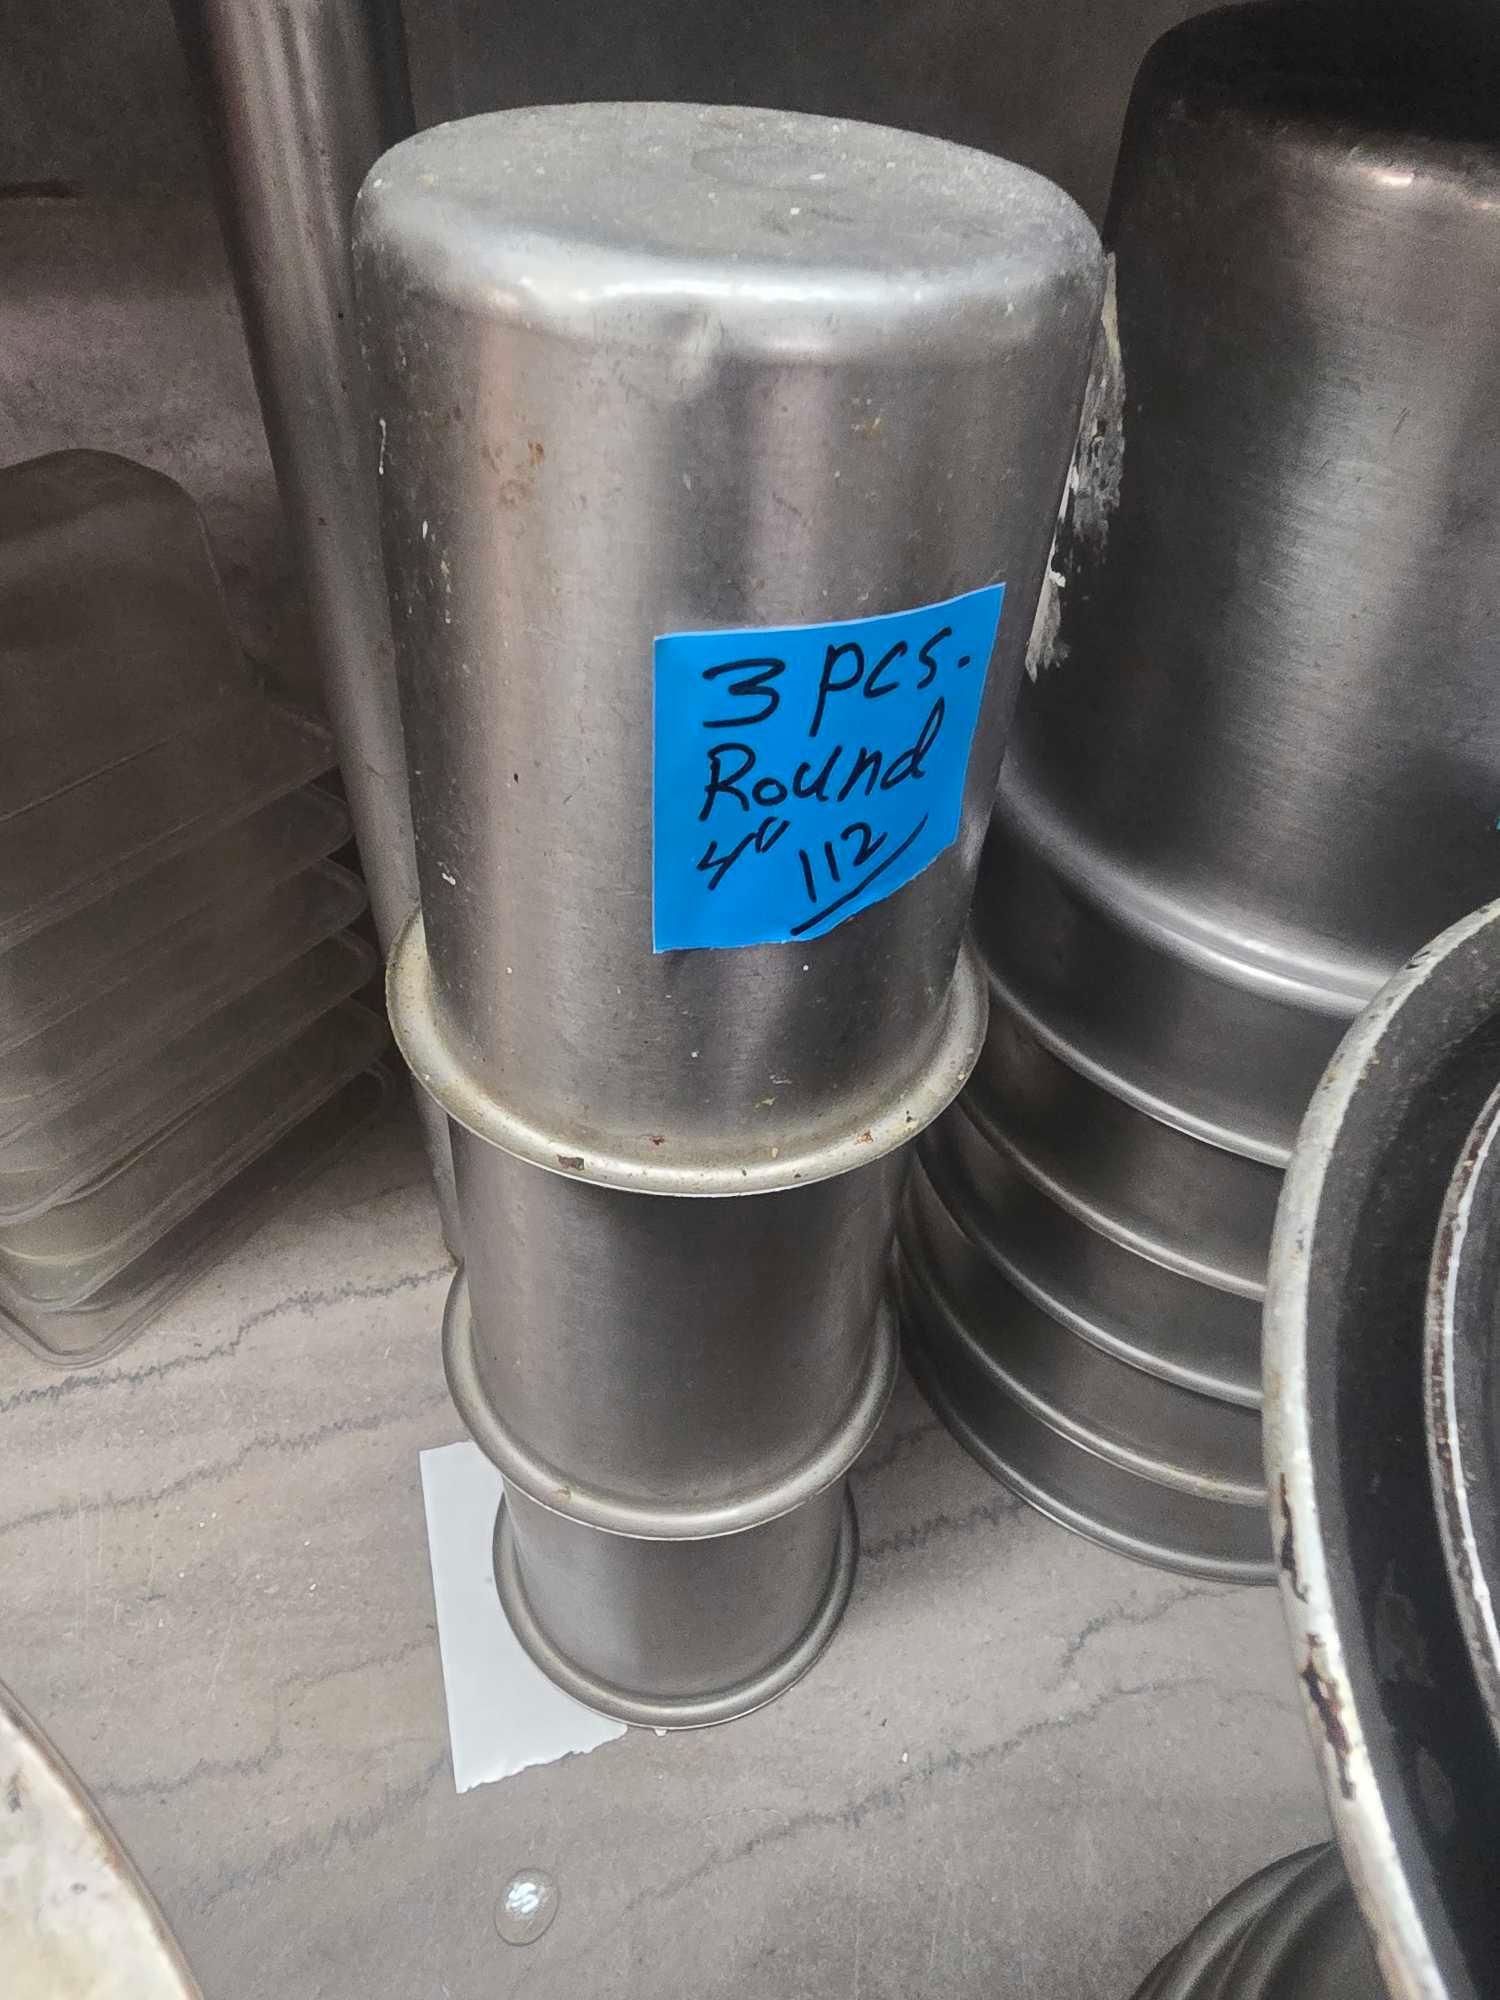 3 pcs.
Round
4" 112